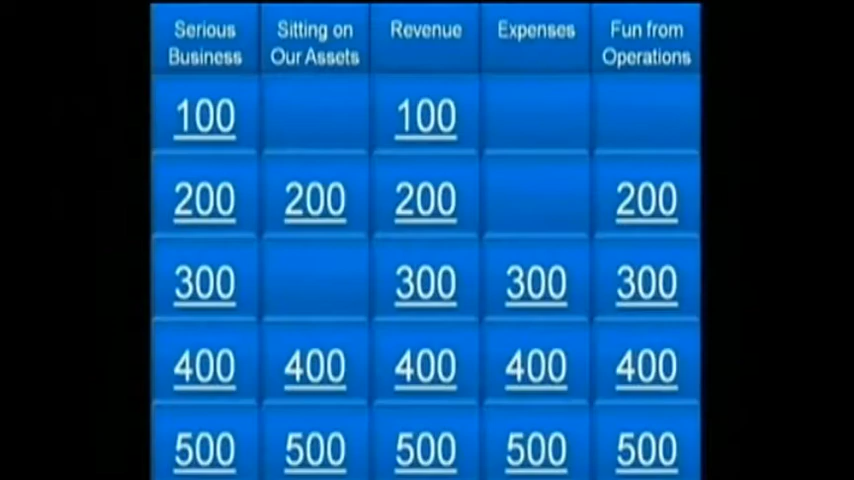 Serious Business
Sitting on Our Assets
Revenue
Expenses
Fun from Operations
100 100
200 200 200 200
300 300 300 300
400 400 400 400 400
500 500 500 500 500